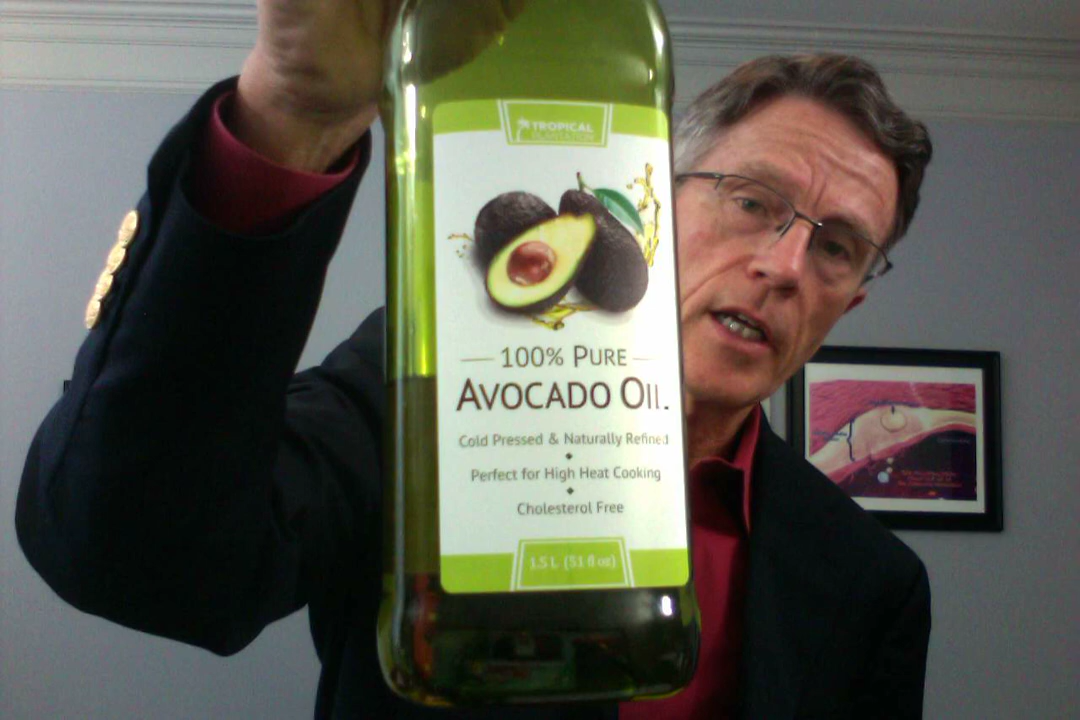 TROPICAL
PLANTATION
100% PURE
AVOCADO OIL
Cold Pressed & Naturally Refined
Perfect for High Heat Cooking
Cholesterol Free
1.5 L (51 fl oz)